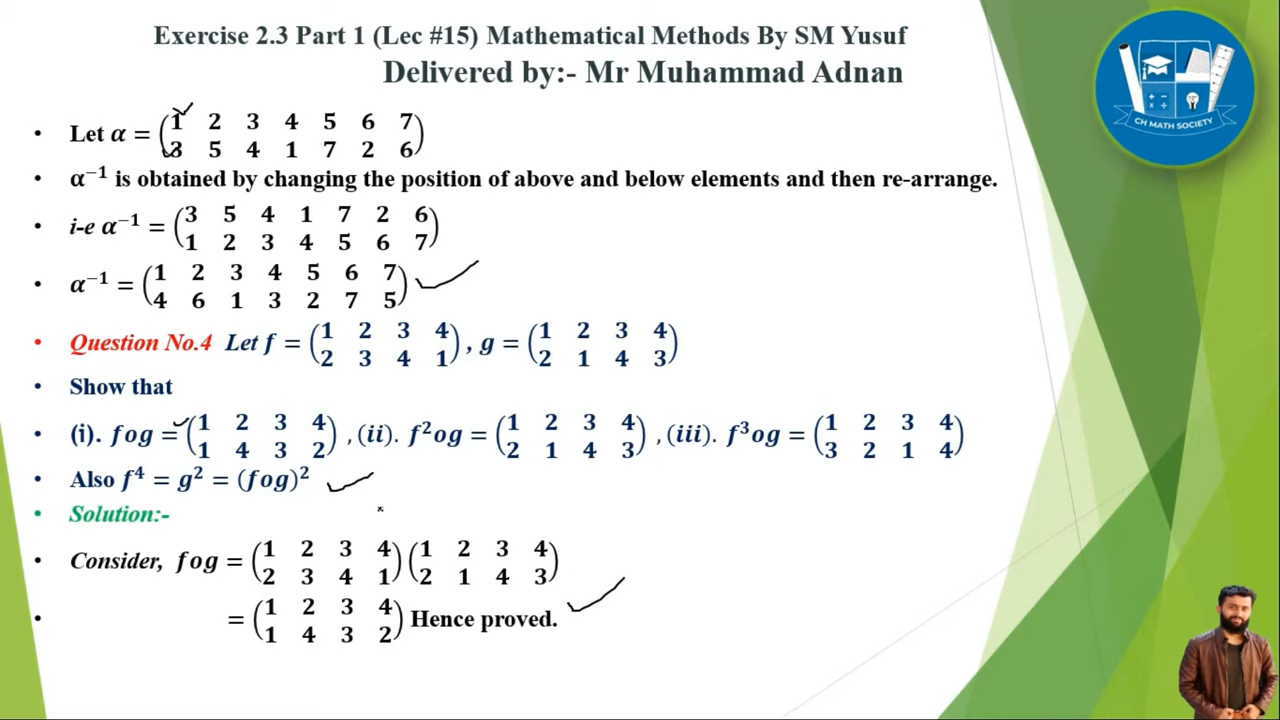 Exercise 2.3 Part 1 (Lec #15) Mathematical Methods By SM Yusuf
Delivered by:- Mr Muhammad Adnan
CH MATH SOCIETY
• Let α = (1 2 3 4 5 6 7
3 5 4 1 7 2 6)
• α⁻¹ is obtained by changing the position of above and below elements and then re-arrange.
• i-e α⁻¹ = (3 5 4 1 7 2 6
1 2 3 4 5 6 7)
• α⁻¹ = (1 2 3 4 5 6 7
4 6 1 3 2 7 5)
• Question No.4 Let f = (1 2 3 4
2 3 4 1), g = (1 2 3 4
2 1 4 3)
• Show that
• (i). fog = (1 2 3 4
1 4 3 2), (ii). f²og = (1 2 3 4
2 1 4 3), (iii). f³og = (1 2 3 4
3 2 1 4)
• Also f⁴ = g² = (fog)²
• Solution:-
• Consider, fog = (1 2 3 4
2 3 4 1) (1 2 3 4
2 1 4 3)
• = (1 2 3 4
1 4 3 2) Hence proved.